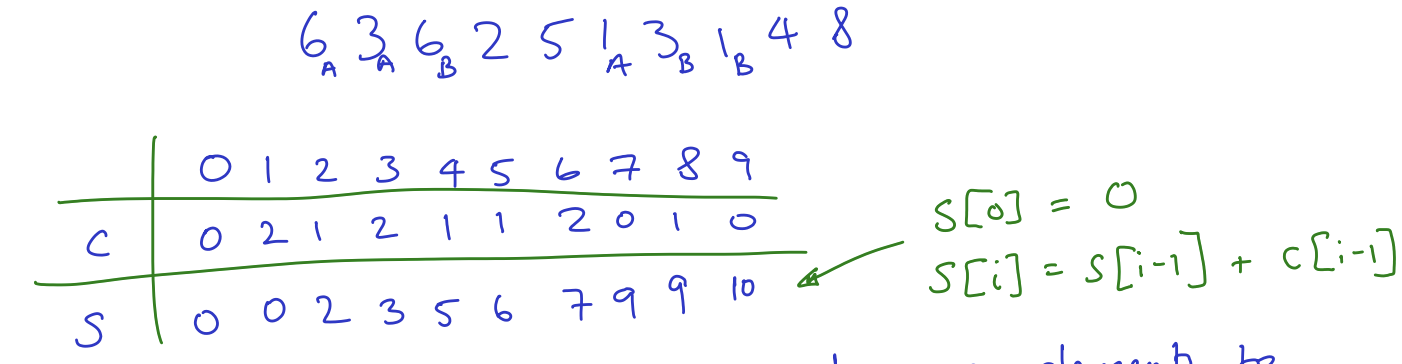 6A 3A 6B 2 5 1A 3B 1B 4 8
0 1 2 3 4 5 6 7 8 9
C 0 2 1 2 1 1 2 0 1 0
S 0 0 2 3 5 6 7 9 9 10
S[0] = 0
S[i] = S[i-1] + C[i-1]
to